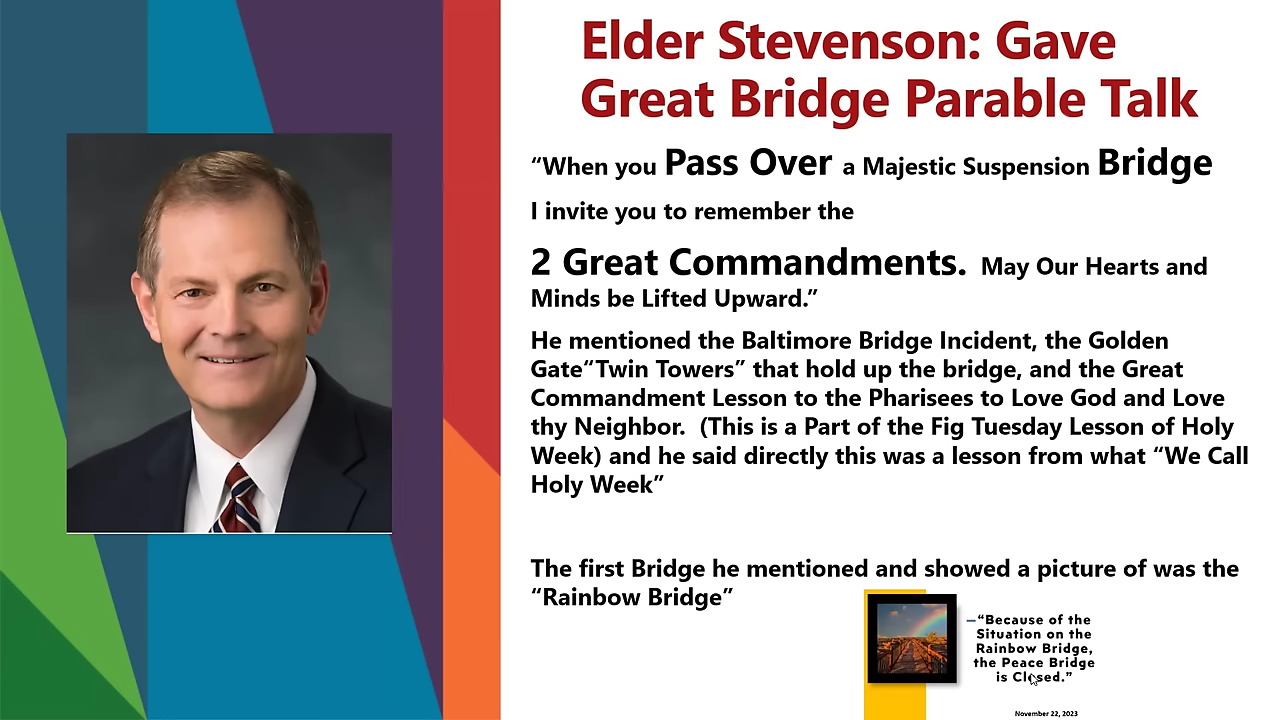 Elder Stevenson: Gave
Great Bridge Parable Talk
“When you Pass Over a Majestic Suspension Bridge
I invite you to remember the
2 Great Commandments. May Our Hearts and
Minds be Lifted Upward.”
He mentioned the Baltimore Bridge Incident, the Golden
Gate“Twin Towers” that hold up the bridge, and the Great
Commandment Lesson to the Pharisees to Love God and Love
thy Neighbor. (This is a Part of the Fig Tuesday Lesson of Holy
Week) and he said directly this was a lesson from what “We Call
Holy Week”
The first Bridge he mentioned and showed a picture of was the
“Rainbow Bridge”
–“Because of the
Situation on the
Rainbow Bridge,
the Peace Bridge
is Closed.”
November 22, 2023